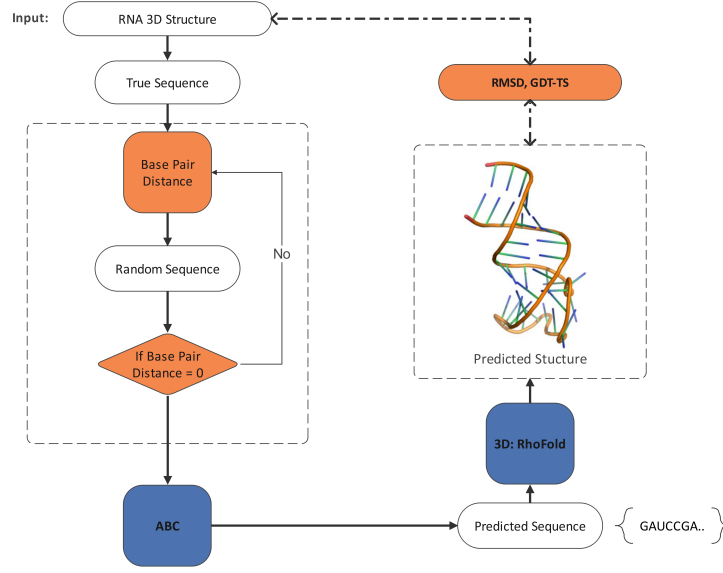 Input:
RNA 3D Structure
True Sequence
RMSD, GDT-TS
Base Pair
Distance
Random Sequence
No
If Base Pair
Distance = 0
Predicted Stucture
3D: RhoFold
ABC
Predicted Sequence
GAUCCGA..